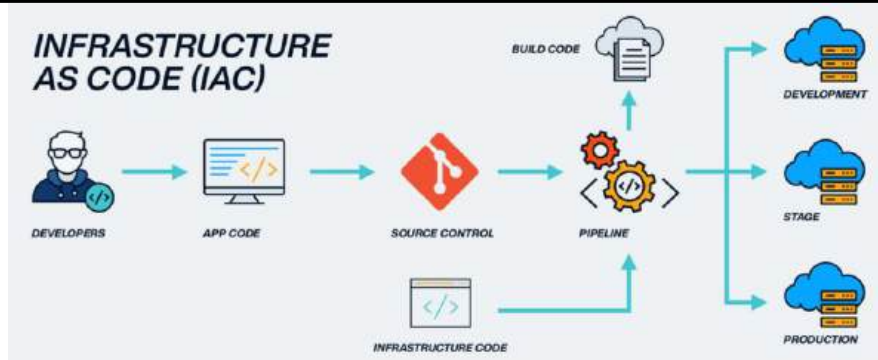 INFRASTRUCTURE
AS CODE (IAC)
BUILD CODE
DEVELOPMENT
DEVELOPERS
APP CODE
SOURCE CONTROL
PIPELINE
STAGE
INFRASTRUCTURE CODE
PRODUCTION